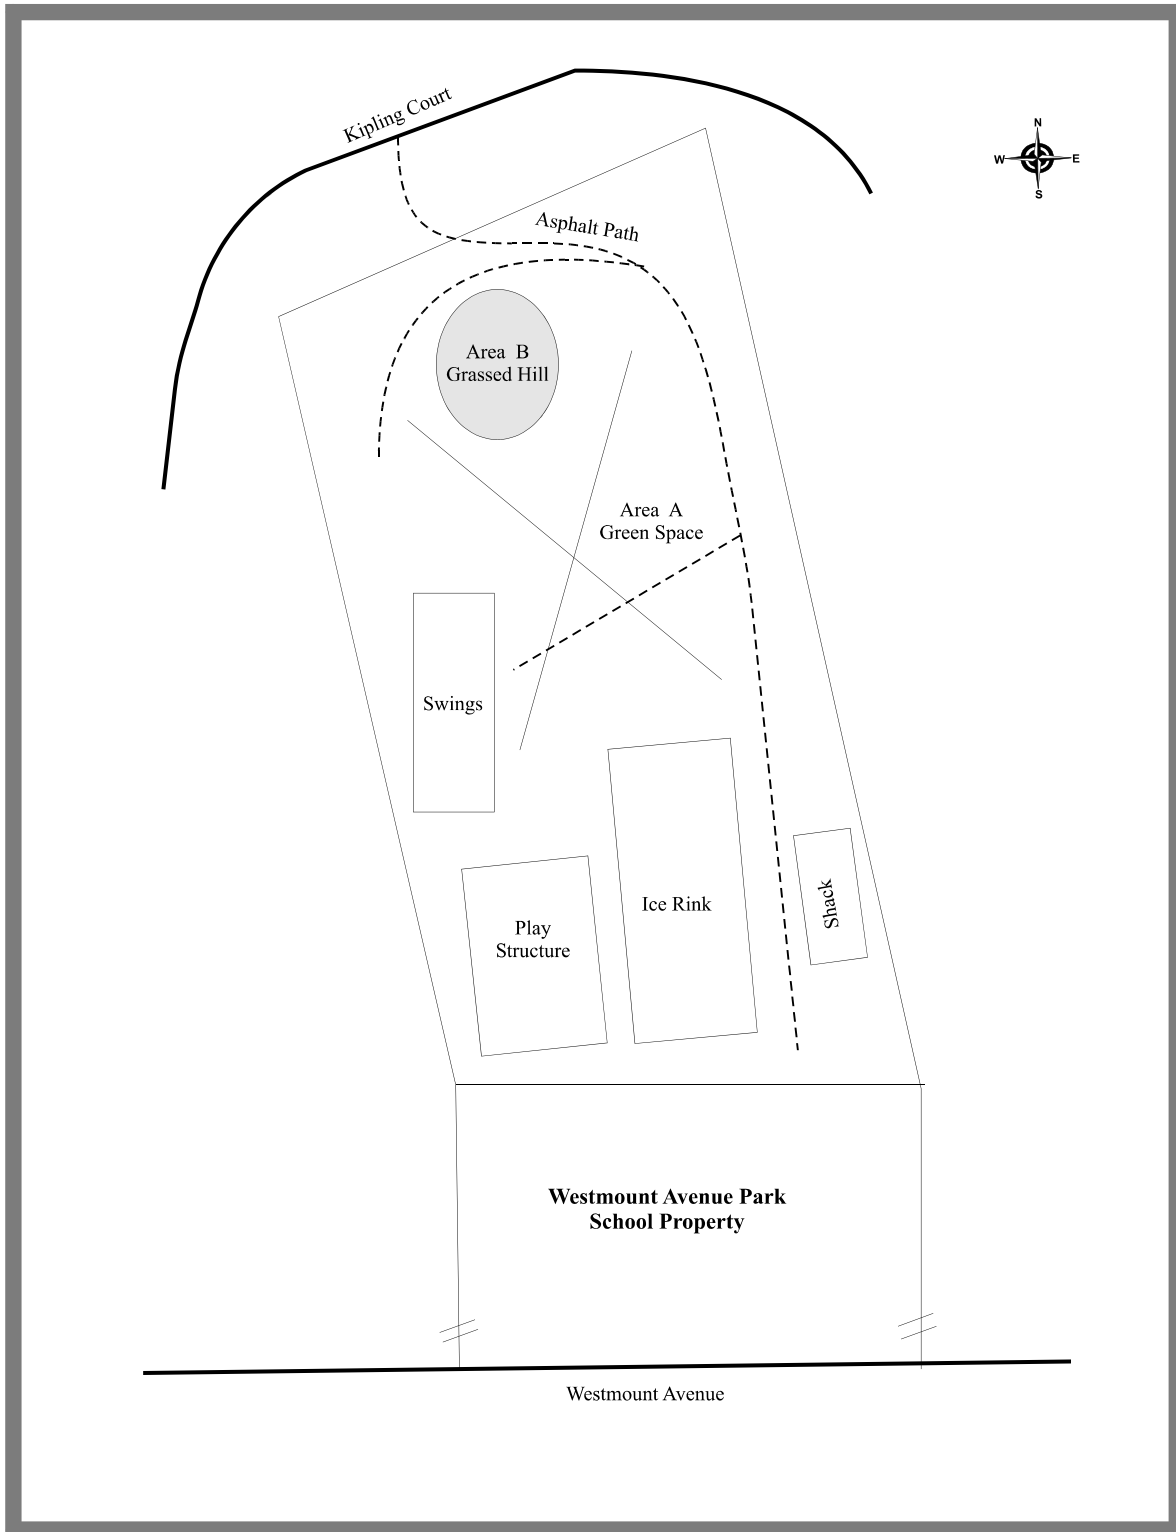 Kipling Court
N
W E
S
Asphalt Path
Area B
Grassed Hill
Area A
Green Space
Swings
Shack
Ice Rink
Play
Structure
Westmount Avenue Park
School Property
Westmount Avenue